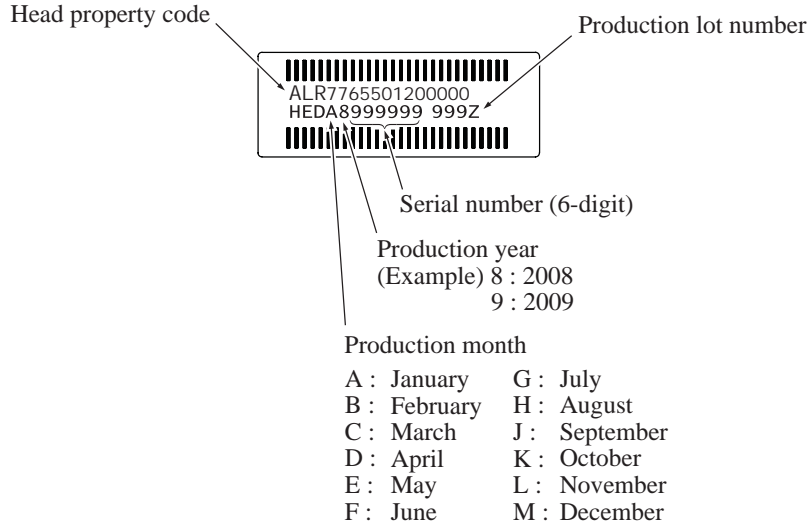 Head property code
Production lot number
ALR7765501200000
HEDA8999999 999Z
Serial number (6-digit)
Production year
(Example) 8 : 2008
9 : 2009
Production month
A : January G : July
B : February H : August
C : March J : September
D : April K : October
E : May L : November
F : June M : December